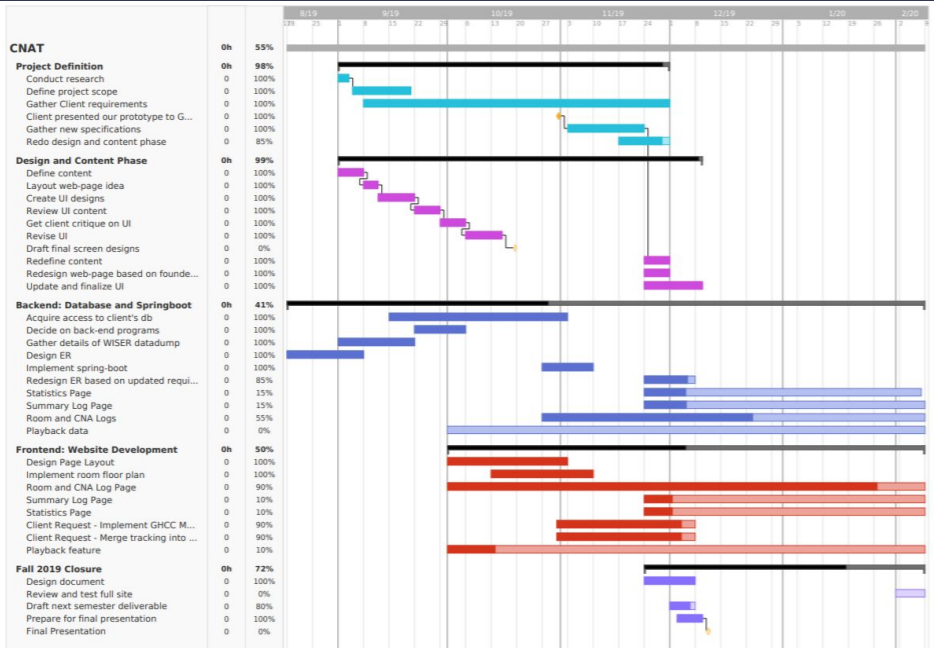 8/19 9/19 10/19 11/19 12/19 1/20 2/20
25 1 8 15 22 29 6 13 20 27 3 10 17 24 1 8 15 22 29 5 12 19 26 2 9
CNAT 0h 55%
Project Definition 0h 98%
Conduct research 0 100%
Define project scope 0 100%
Gather Client requirements 0 100%
Client presented our prototype to G... 0 100%
Gather new specifications 0 100%
Redo design and content phase 0 85%
Design and Content Phase 0h 99%
Define content 0 100%
Layout web-page idea 0 100%
Create UI designs 0 100%
Review UI content 0 100%
Get client critique on UI 0 100%
Revise UI 0 100%
Draft final screen designs 0 0%
Redefine content 0 100%
Redesign web-page based on founde... 0 100%
Update and finalize UI 0 100%
Backend: Database and Springboot 0h 41%
Acquire access to client's db 0 100%
Decide on back-end programs 0 100%
Gather details of WISER datadump 0 100%
Design ER 0 100%
Implement spring-boot 0 100%
Redesign ER based on updated requi... 0 85%
Statistics Page 0 15%
Summary Log Page 0 15%
Room and CNA Logs 0 55%
Playback data 0 0%
Frontend: Website Development 0h 50%
Design Page Layout 0 100%
Implement room floor plan 0 100%
Room and CNA Log Page 0 90%
Summary Log Page 0 10%
Statistics Page 0 10%
Client Request - Implement GHCC M... 0 90%
Client Request - Merge tracking into ... 0 90%
Playback feature 0 10%
Fall 2019 Closure 0h 72%
Design document 0 100%
Review and test full site 0 0%
Draft next semester deliverable 0 80%
Prepare for final presentation 0 100%
Final Presentation 0 0%